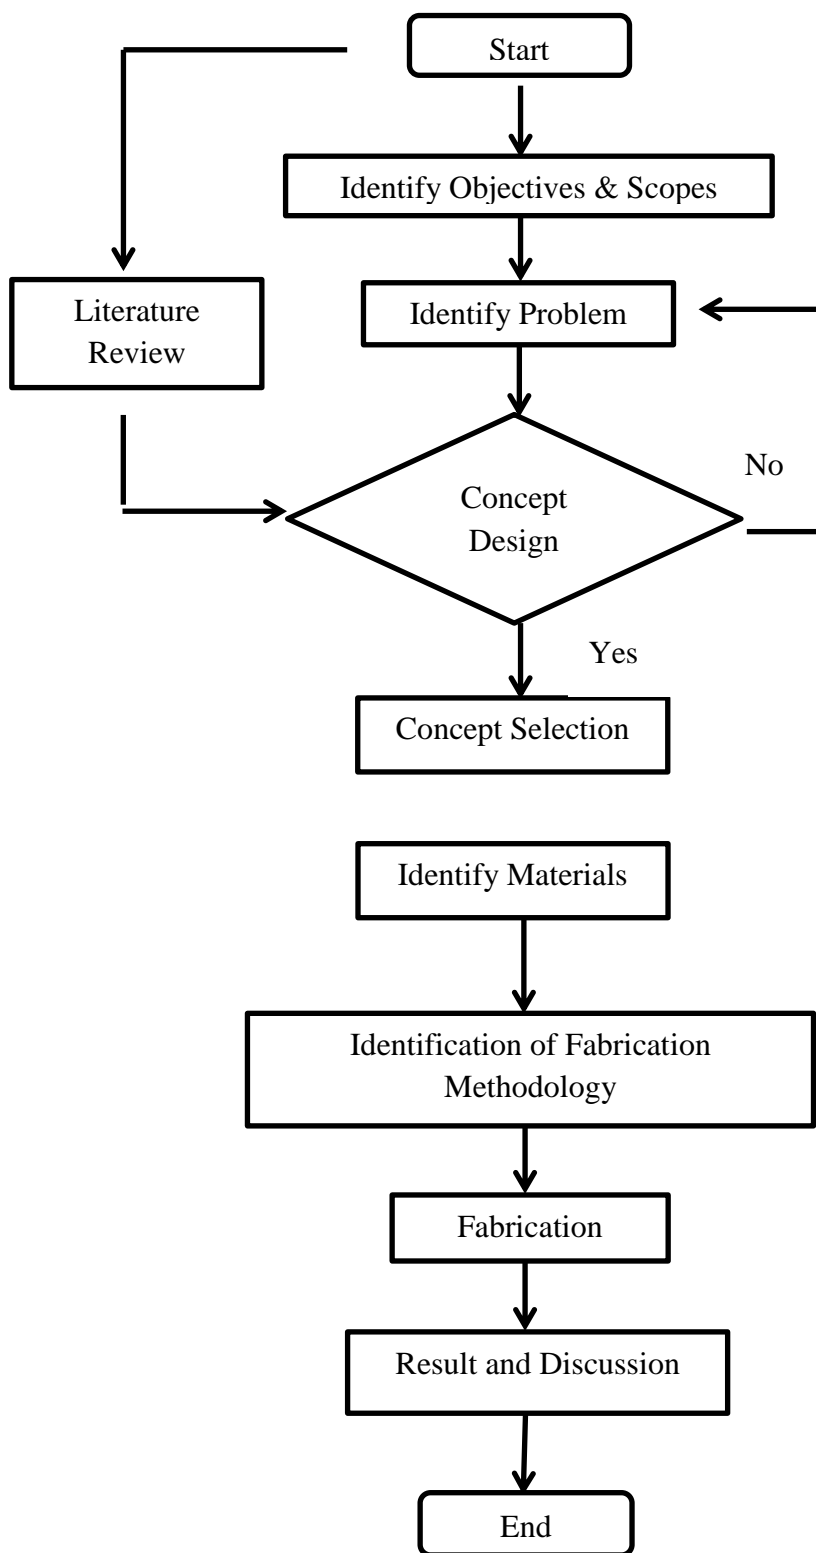 Start
Identify Objectives & Scopes
Literature
Review
Identify Problem
No
Concept
Design
Yes
Concept Selection
Identify Materials
Identification of Fabrication
Methodology
Fabrication
Result and Discussion
End